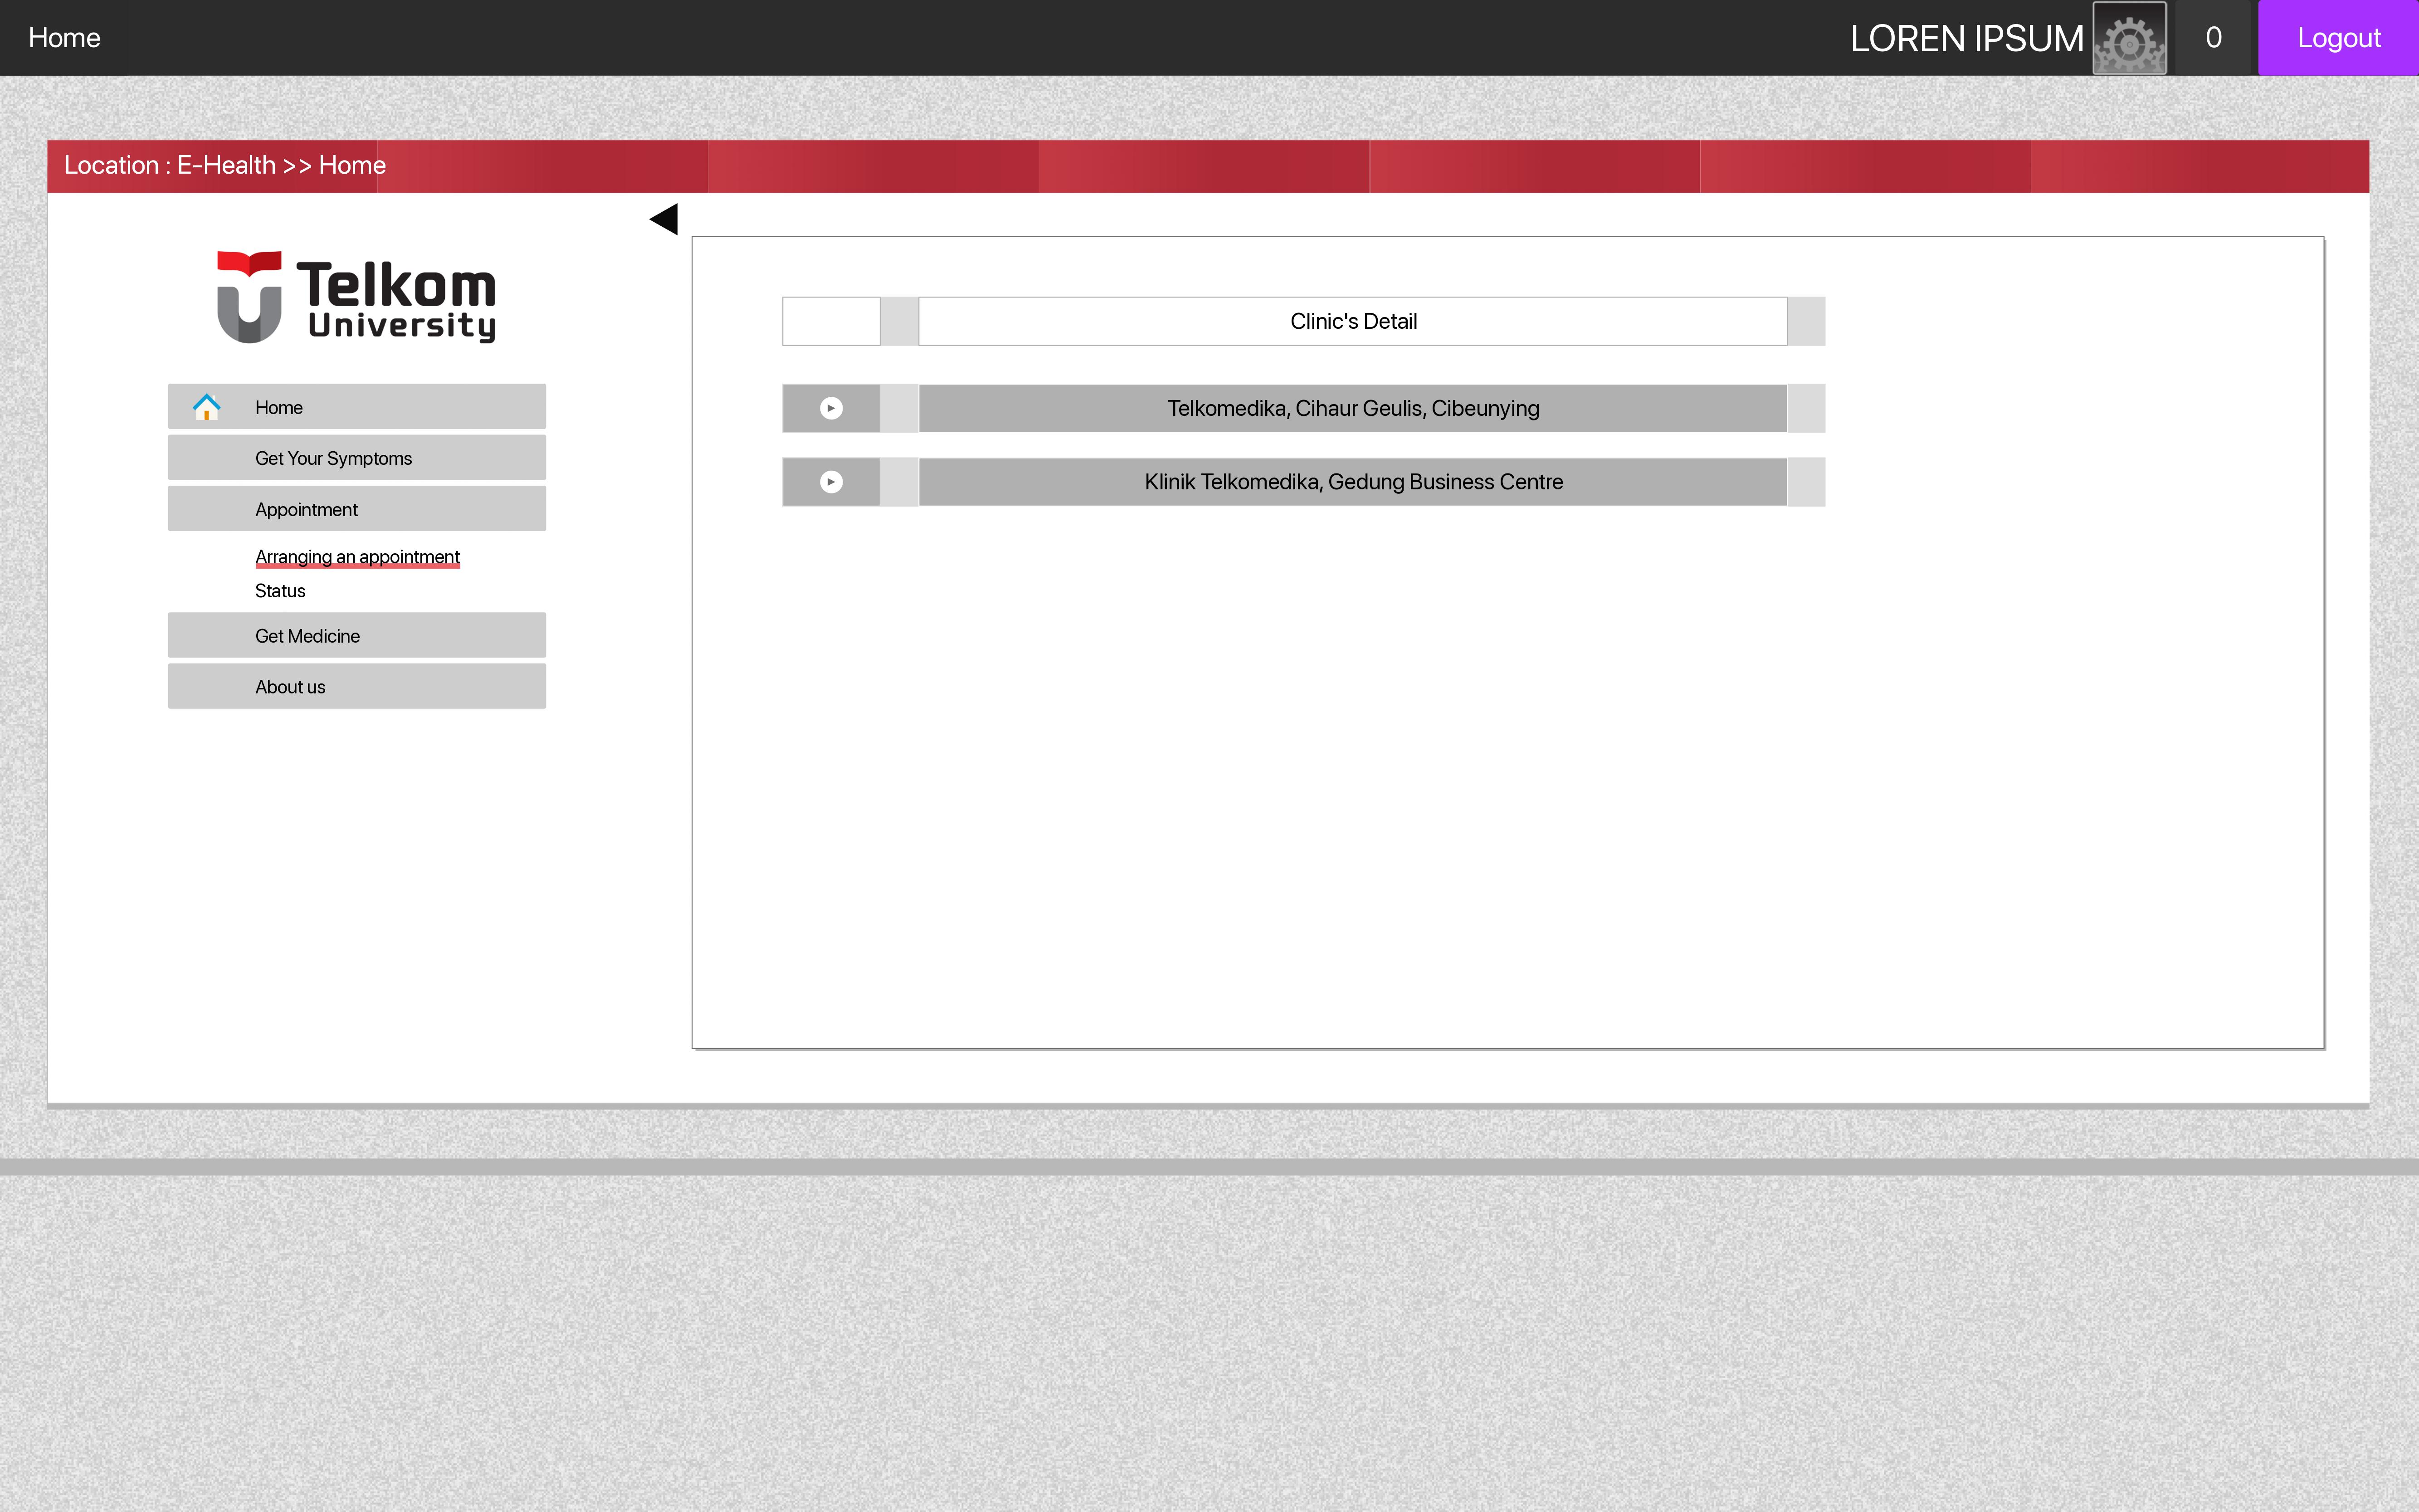 Home
LOREN IPSUM
0
Logout
Location : E-Health >> Home
Telkom
University
Home
Get Your Symptoms
Appointment
Arranging an appointment
Status
Get Medicine
About us
Clinic's Detail
Telkomedika, Cihaur Geulis, Cibeunying
Klinik Telkomedika, Gedung Business Centre